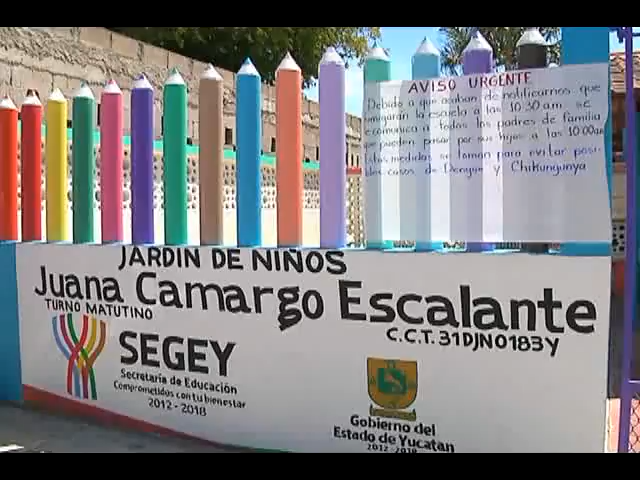 AVISO URGENTE
Debido a que acaban de notificarnos que
fumigarán la escuela a las 10:30 a.m. se
comunica a todos los padres de familia
que pueden pasar por sus hijos a las 10:00am
Estas medidas se toman para evitar posi-
bles casos de Dengue y Chikungunya
JARDIN DE NIÑOS
Juana Camargo Escalante
TURNO MATUTINO
C.C.T. 31DJN0183Y
SEGEY
Secretaría de Educación
Comprometidos con tu bienestar
2012 - 2018
Gobierno del
Estado de Yucatan
2012 - 2018